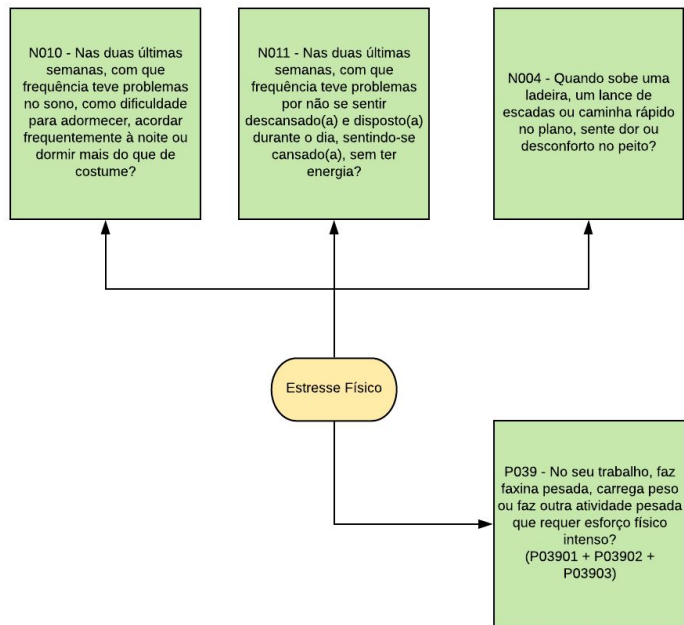 N010 - Nas duas últimas
semanas, com que
frequência teve problemas
no sono, como dificuldade
para adormecer, acordar
frequentemente à noite ou
dormir mais do que de
costume?
N011 - Nas duas últimas
semanas, com que
frequência teve problemas
por não se sentir
descansado(a) e disposto(a)
durante o dia, sentindo-se
cansado(a), sem ter
energia?
N004 - Quando sobe uma
ladeira, um lance de
escadas ou caminha rápido
no plano, sente dor ou
desconforto no peito?
Estresse Físico
P039 - No seu trabalho, faz
faxina pesada, carrega peso
ou faz outra atividade pesada
que requer esforço físico
intenso?
(P03901 + P03902 +
P03903)